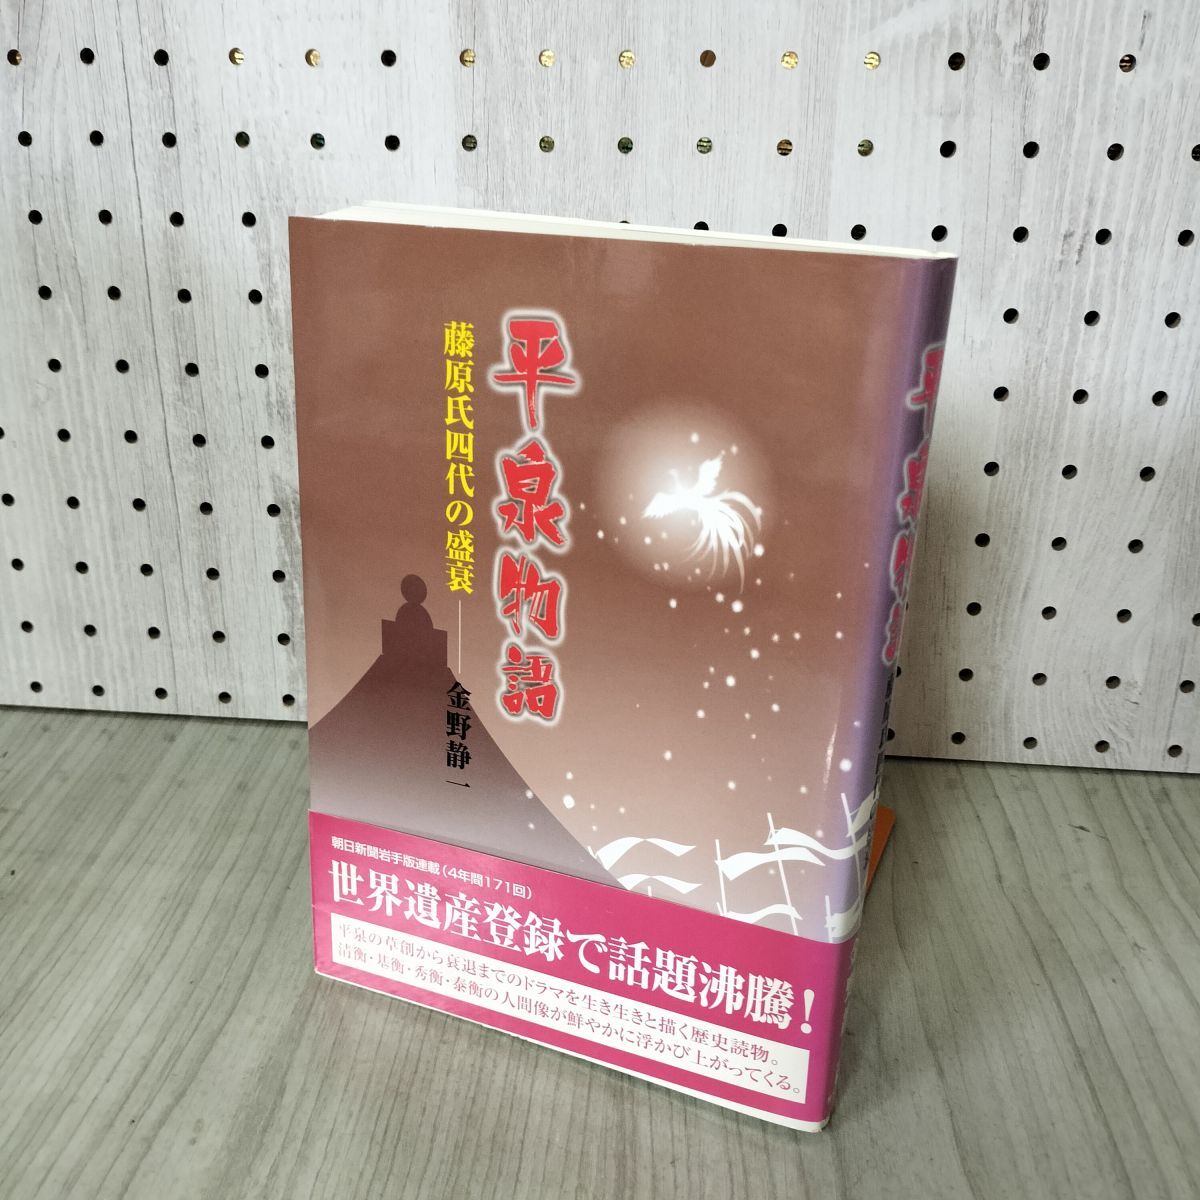 平泉物語
藤原氏四代の盛衰
金野静一
朝日新聞岩手版連載(4年間171回)
世界遺産登録で話題沸騰!
平泉の草創から衰退までのドラマを生き生きと描く歴史読物。
清衡・基衡・秀衡・泰衡の人間像が鮮やかに浮かび上がってくる。
平泉物語